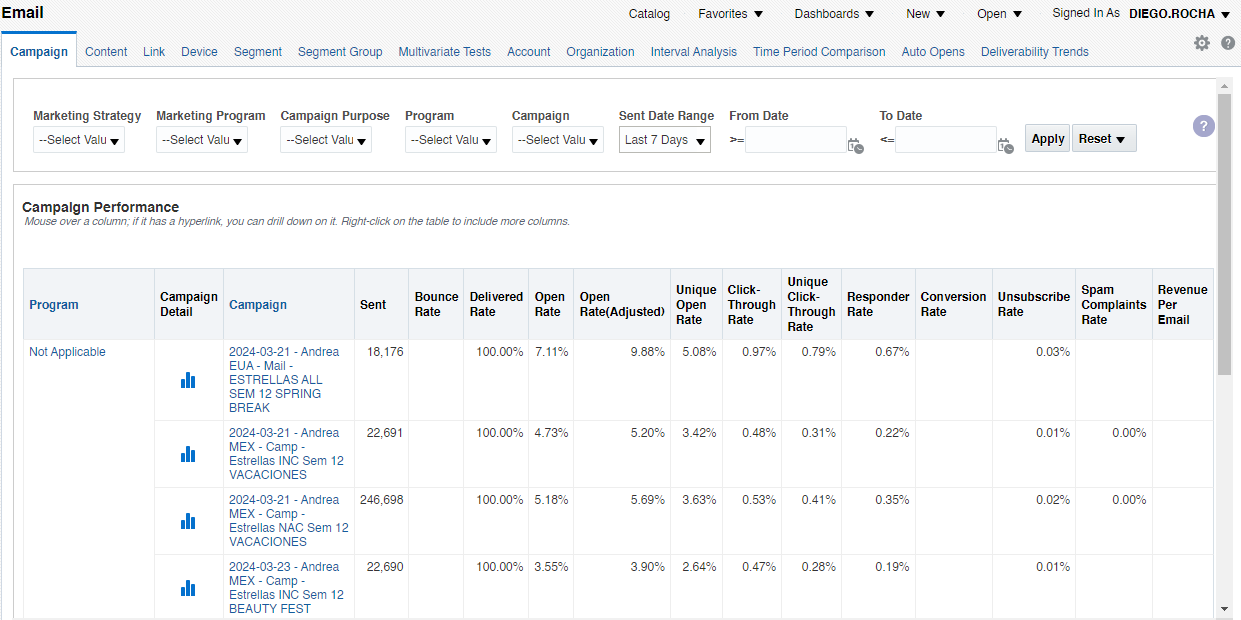 Email
Catalog Favorites Dashboards New Open Signed In As DIEGO.ROCHA
Campaign Content Link Device Segment Segment Group Multivariate Tests Account Organization Interval Analysis Time Period Comparison Auto Opens Deliverability Trends
Marketing Strategy Marketing Program Campaign Purpose Program Campaign Sent Date Range From Date To Date
--Select Valu --Select Valu --Select Valu --Select Valu --Select Valu Last 7 Days >= <= Apply Reset
?
Campaign Performance
Mouse over a column; if it has a hyperlink, you can drill down on it. Right-click on the table to include more columns.
Program
Campaign
Detail
Campaign
Sent
Bounce
Rate
Delivered
Rate
Open
Rate
Open
Rate(Adjusted)
Unique
Open
Rate
Click-
Through
Rate
Unique
Click-
Through
Rate
Responder
Rate
Conversion
Rate
Unsubscribe
Rate
Spam
Complaints
Rate
Revenue
Per
Email
Not Applicable
2024-03-21 - Andrea
EUA - Mail -
ESTRELLAS ALL
SEM 12 SPRING
BREAK
18,176 100.00% 7.11% 9.88% 5.08% 0.97% 0.79% 0.67% 0.03%
2024-03-21 - Andrea
MEX - Camp -
Estrellas INC Sem 12
VACACIONES
22,691 100.00% 4.73% 5.20% 3.42% 0.48% 0.31% 0.22% 0.01% 0.00%
2024-03-21 - Andrea
MEX - Camp -
Estrellas NAC Sem 12
VACACIONES
246,698 100.00% 5.18% 5.69% 3.63% 0.53% 0.41% 0.35% 0.02% 0.00%
2024-03-23 - Andrea
MEX - Camp -
Estrellas INC Sem 12
BEAUTY FEST
22,690 100.00% 3.55% 3.90% 2.64% 0.47% 0.28% 0.19% 0.01%